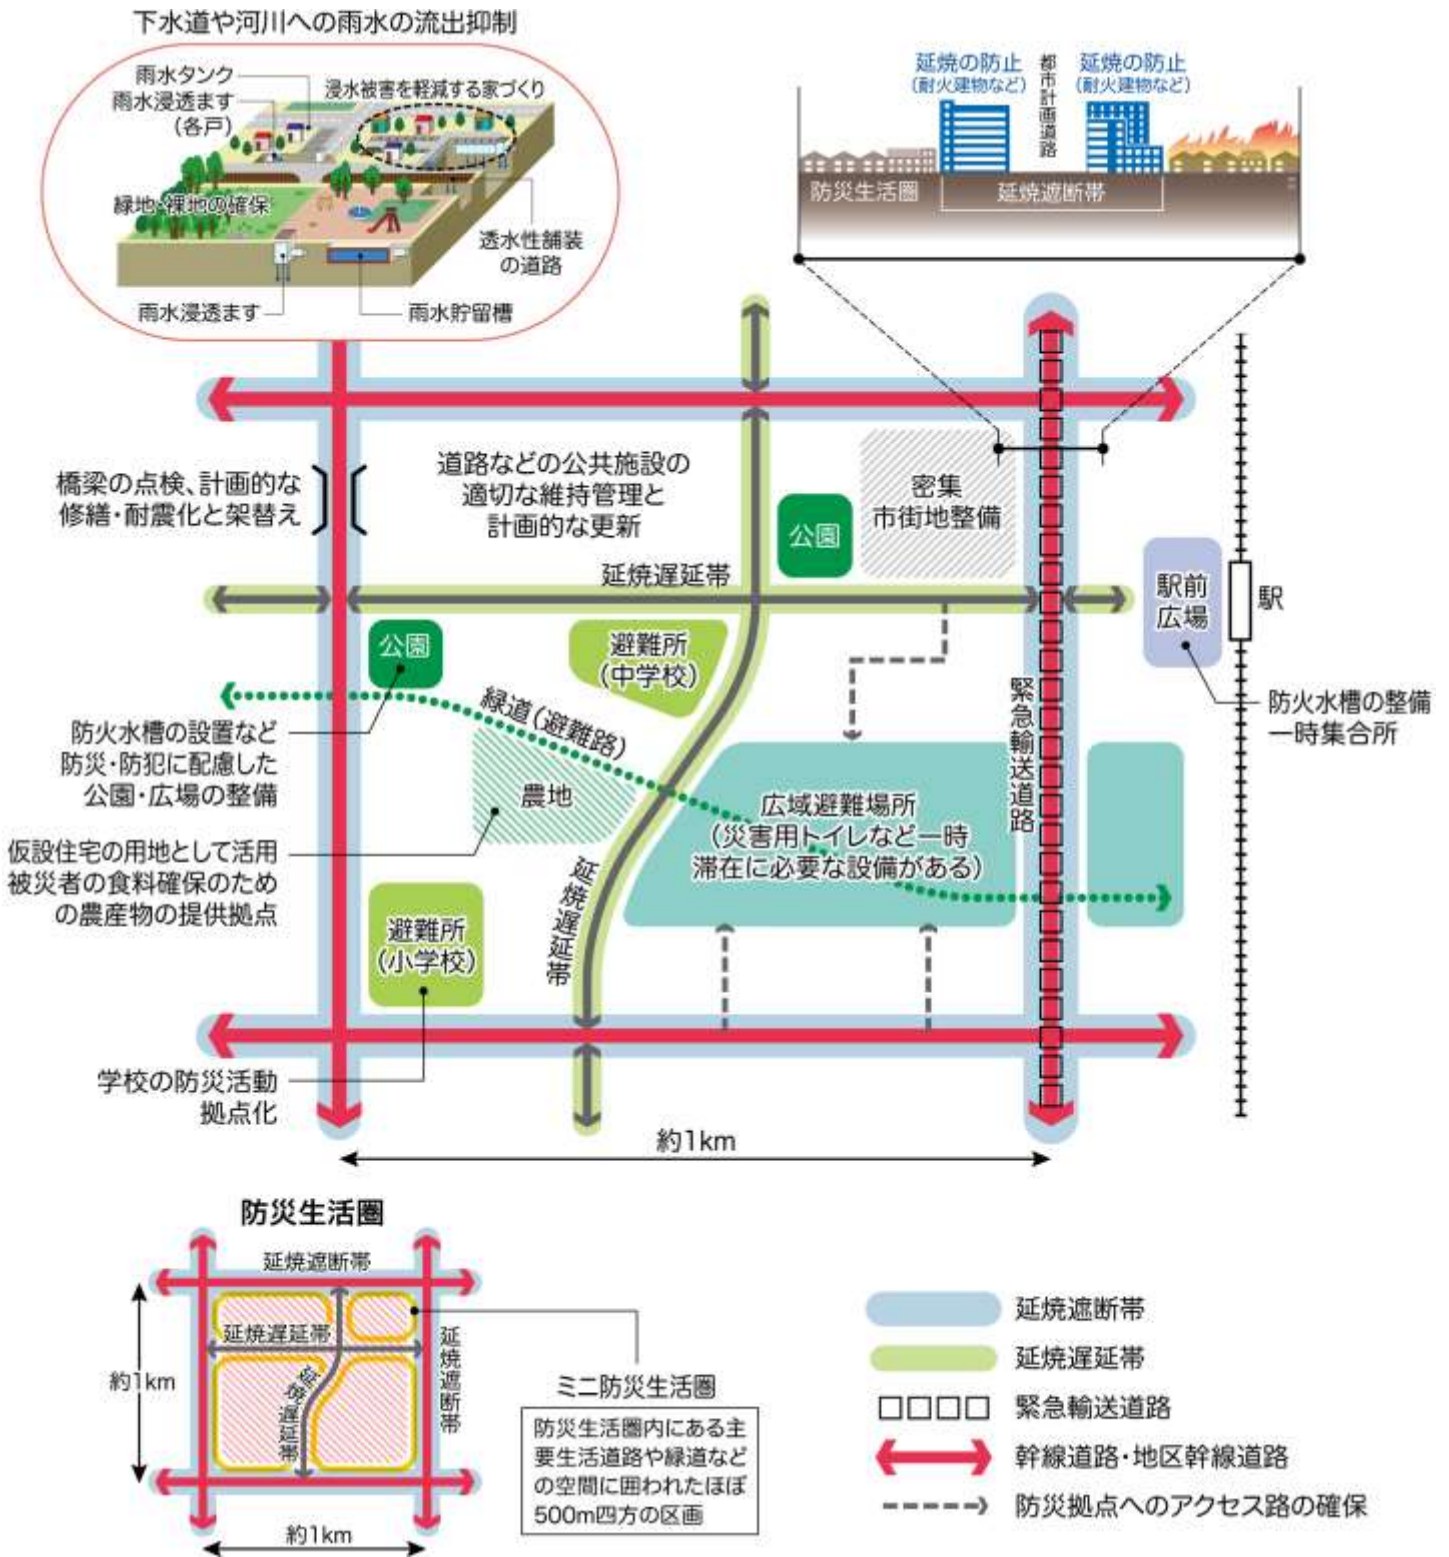 下水道や河川への雨水の流出抑制
雨水タンク
雨水浸透ます
(各戸)
浸水被害を軽減する家づくり
緑地・裸地の確保
透水性舗装
の道路
雨水浸透ます
雨水貯留槽
延焼の防止
(耐火建物など)
都市計画道路
延焼の防止
(耐火建物など)
防災生活圏
延焼遮断帯
橋梁の点検、計画的な
修繕・耐震化と架替え
道路などの公共施設の
適切な維持管理と
計画的な更新
公園
密集
市街地整備
延焼遅延帯
駅前
広場
駅
公園
避難所
(中学校)
緑道(避難路)
緊急輸送道路
防火水槽の整備
一時集合所
防火水槽の設置など
防災・防犯に配慮した
公園・広場の整備
農地
広域避難場所
(災害用トイレなど一時
滞在に必要な設備がある)
仮設住宅の用地として活用
被災者の食料確保のため
の農産物の提供拠点
延焼遅延帯
避難所
(小学校)
学校の防災活動
拠点化
約1km
防災生活圏
延焼遮断帯
延焼遅延帯
延焼遅延帯
延焼遮断帯
約1km
約1km
ミニ防災生活圏
防災生活圏内にある主
要生活道路や緑道など
の空間に囲われたほぼ
500m四方の区画
延焼遮断帯
延焼遅延帯
緊急輸送道路
幹線道路・地区幹線道路
防災拠点へのアクセス路の確保